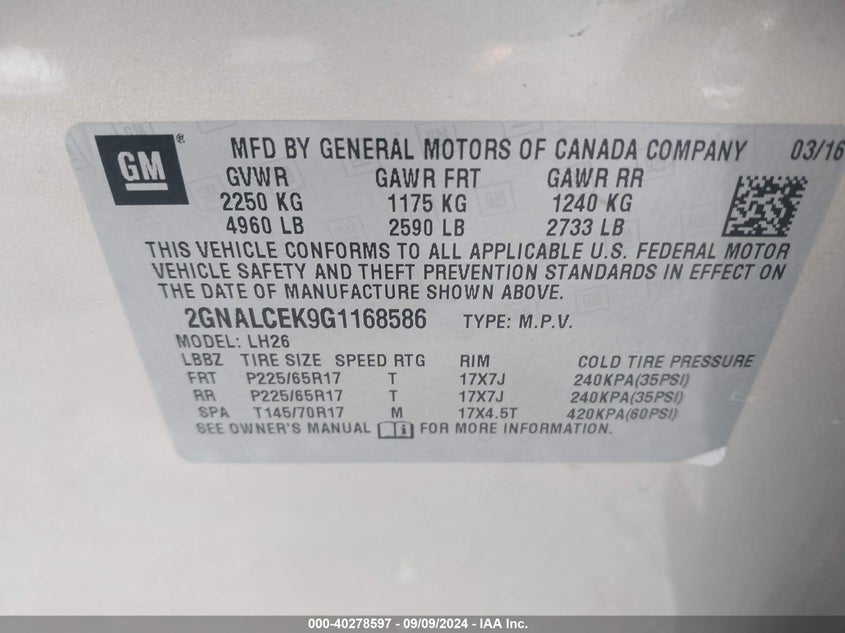 GM® MFD BY GENERAL MOTORS OF CANADA COMPANY 03/16
GVWR GAWR FRT GAWR RR
2250 KG 1175 KG 1240 KG
4960 LB 2590 LB 2733 LB
THIS VEHICLE CONFORMS TO ALL APPLICABLE U.S. FEDERAL MOTOR
VEHICLE SAFETY AND THEFT PREVENTION STANDARDS IN EFFECT ON
THE DATE OF MANUFACTURE SHOWN ABOVE.
2GNALCEK9G1168586 TYPE: M.P.V.
MODEL: LH26
LBBZ TIRE SIZE SPEED RTG RIM COLD TIRE PRESSURE
FRT P225/65R17 T 17X7J 240KPA(35PSI)
RR P225/65R17 T 17X7J 240KPA(35PSI)
SPA T145/70R17 M 17X4.5T 420KPA(60PSI)
SEE OWNER'S MANUAL FOR MORE INFORMATION.
000-40278597 - 09/09/2024 - IAA Inc.